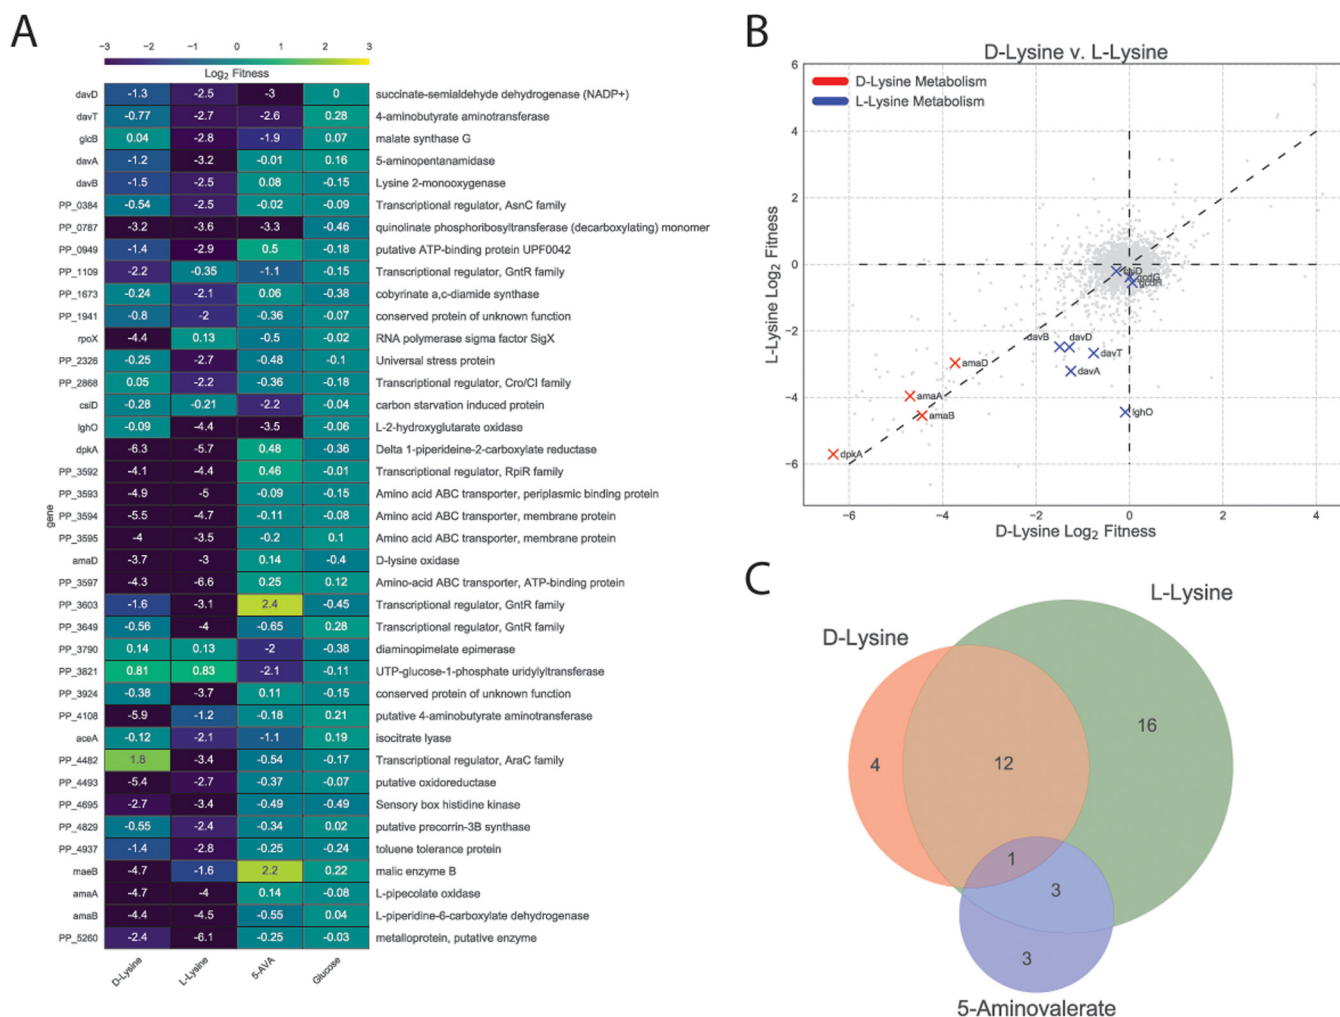 A
−3 −2 −1 0 1 2 3
Log2 Fitness
davD -1.3 -2.5 -3 0 succinate-semialdehyde dehydrogenase (NADP+)
davT -0.77 -2.7 -2.6 0.28 4-aminobutyrate aminotransferase
glcB 0.04 -2.8 -1.9 0.07 malate synthase G
davA -1.2 -3.2 -0.01 0.16 5-aminopentanamidase
davB -1.5 -2.5 0.08 -0.15 Lysine 2-monooxygenase
PP_0384 -0.54 -2.5 -0.02 -0.09 Transcriptional regulator, AsnC family
PP_0787 -3.2 -3.6 -3.3 -0.46 quinolinate phosphoribosyltransferase (decarboxylating) monomer
PP_0949 -1.4 -2.9 0.5 -0.18 putative ATP-binding protein UPF0042
PP_1109 -2.2 -0.35 -1.1 -0.15 Transcriptional regulator, GntR family
PP_1673 -0.24 -2.1 0.06 -0.38 cobyrinate a,c-diamide synthase
PP_1941 -0.8 -2 -0.36 -0.07 conserved protein of unknown function
rpoX -4.4 0.13 -0.5 -0.02 RNA polymerase sigma factor SigX
PP_2328 -0.25 -2.7 -0.48 -0.1 Universal stress protein
PP_2868 0.05 -2.2 -0.36 -0.18 Transcriptional regulator, Cro/CI family
csiD -0.28 -0.21 -2.2 -0.04 carbon starvation induced protein
lghO -0.09 -4.4 -3.5 -0.06 L-2-hydroxyglutarate oxidase
dpkA -6.3 -5.7 0.48 -0.36 Delta 1-piperideine-2-carboxylate reductase
PP_3592 -4.1 -4.4 0.46 -0.01 Transcriptional regulator, RpiR family
PP_3593 -4.9 -5 -0.09 -0.15 Amino acid ABC transporter, periplasmic binding protein
PP_3594 -5.5 -4.7 -0.11 -0.08 Amino acid ABC transporter, membrane protein
gene
PP_3595 -4 -3.5 -0.2 0.1 Amino acid ABC transporter, membrane protein
amaD -3.7 -3 0.14 -0.4 D-lysine oxidase
PP_3597 -4.3 -6.6 0.25 0.12 Amino-acid ABC transporter, ATP-binding protein
PP_3603 -1.6 -3.1 2.4 -0.45 Transcriptional regulator, GntR family
PP_3649 -0.56 -4 -0.65 0.28 Transcriptional regulator, GntR family
PP_3790 0.14 0.13 -2 -0.38 diaminopimelate epimerase
PP_3821 0.81 0.83 -2.1 -0.11 UTP-glucose-1-phosphate uridylyltransferase
PP_3924 -0.38 -3.7 0.11 -0.15 conserved protein of unknown function
PP_4108 -5.9 -1.2 -0.18 0.21 putative 4-aminobutyrate aminotransferase
aceA -0.12 -2.1 -1.1 0.19 isocitrate lyase
PP_4482 1.8 -3.4 -0.54 -0.17 Transcriptional regulator, AraC family
PP_4493 -5.4 -2.7 -0.37 -0.07 putative oxidoreductase
PP_4695 -2.7 -3.4 -0.49 -0.49 Sensory box histidine kinase
PP_4829 -0.55 -2.4 -0.34 0.02 putative precorrin-3B synthase
PP_4937 -1.4 -2.8 -0.25 -0.24 toluene tolerance protein
maeB -4.7 -1.6 2.2 0.22 malic enzyme B
amaA -4.7 -4 0.14 -0.08 L-pipecolate oxidase
amaB -4.4 -4.5 -0.55 0.04 L-piperidine-6-carboxylate dehydrogenase
PP_5260 -2.4 -6.1 -0.25 -0.03 metalloprotein, putative enzyme
D-Lysine L-Lysine 5-AVA Glucose
B
D-Lysine v. L-Lysine
D-Lysine Metabolism
L-Lysine Metabolism
6
4
2
0
−2
−4
−6
L-Lysine Log2 Fitness
gcdG
gcdH
davB davD
davT
amaD
davA
amaA
amaB
lghO
dpkA
−6 −4 −2 0 2 4
D-Lysine Log2 Fitness
C
L-Lysine
D-Lysine
16
4
12
1
3
3
5-Aminovalerate